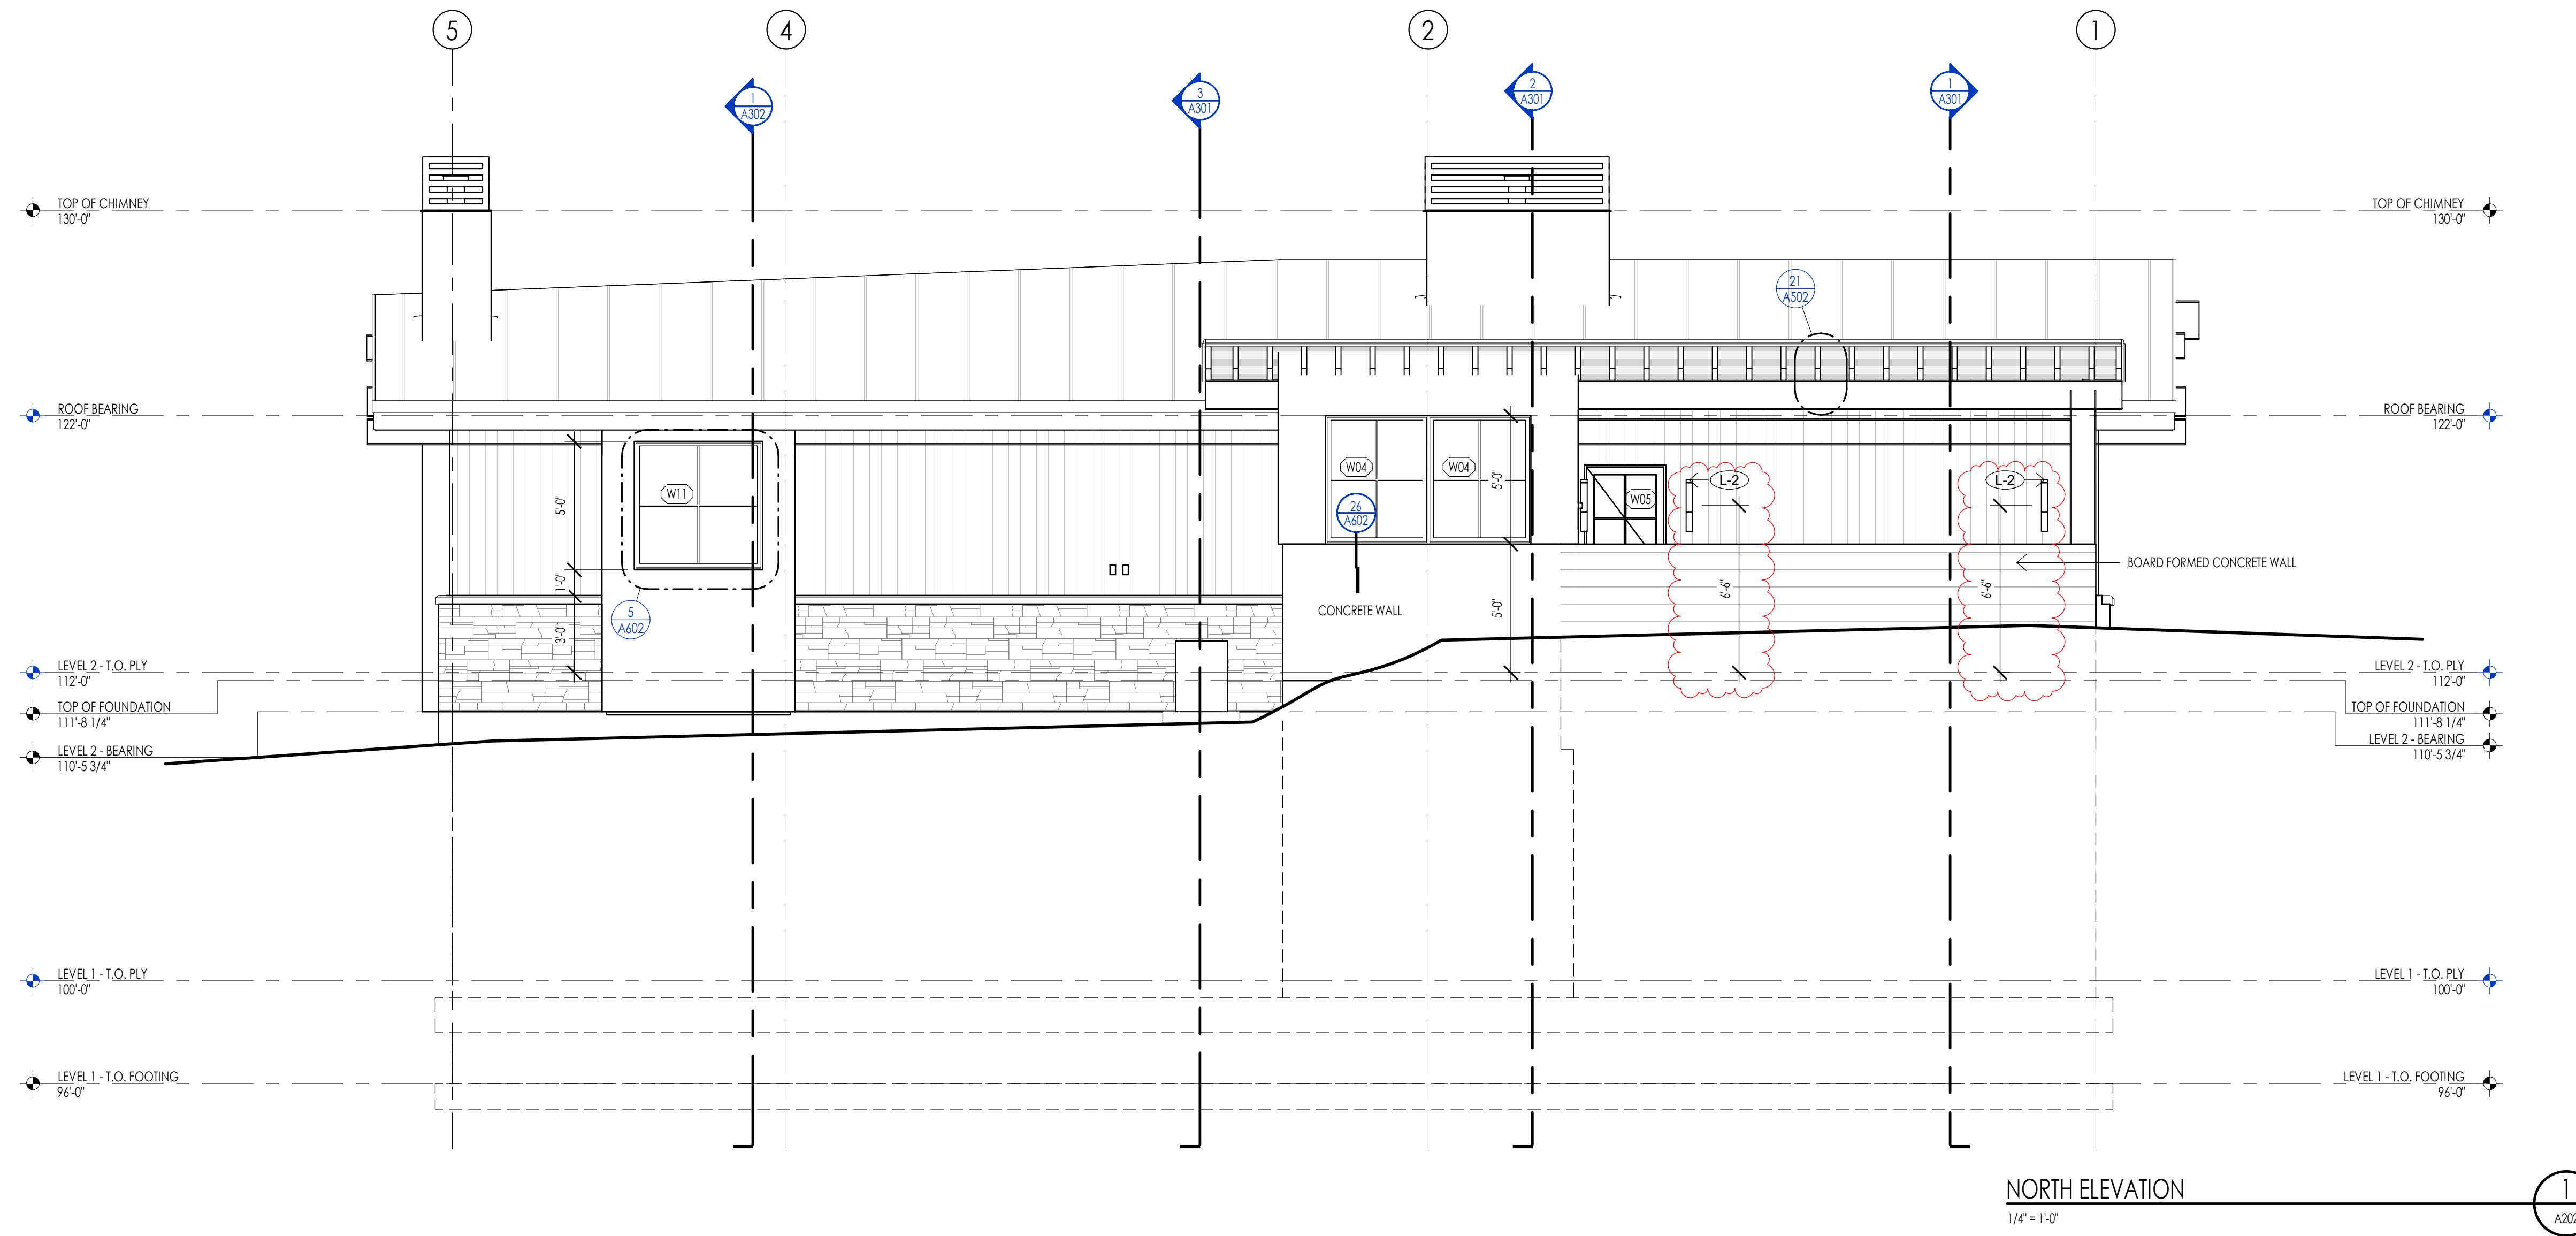 5
4
2
1
1
A302
3
A301
2
A301
1
A301
TOP OF CHIMNEY
130'-0"
TOP OF CHIMNEY
130'-0"
21
A502
ROOF BEARING
122'-0"
ROOF BEARING
122'-0"
W11
5'-0"
1'-0"
3'-0"
5
A602
W04
W04
5'-0"
26
A602
W05
L-2
L-2
6'-6"
6'-6"
BOARD FORMED CONCRETE WALL
CONCRETE WALL
5'-0"
LEVEL 2 - T.O. PLY
112'-0"
TOP OF FOUNDATION
111'-8 1/4"
LEVEL 2 - BEARING
110'-5 3/4"
LEVEL 2 - T.O. PLY
112'-0"
TOP OF FOUNDATION
111'-8 1/4"
LEVEL 2 - BEARING
110'-5 3/4"
LEVEL 1 - T.O. PLY
100'-0"
LEVEL 1 - T.O. PLY
100'-0"
LEVEL 1 - T.O. FOOTING
96'-0"
LEVEL 1 - T.O. FOOTING
96'-0"
NORTH ELEVATION
1/4" = 1'-0"
1
A202